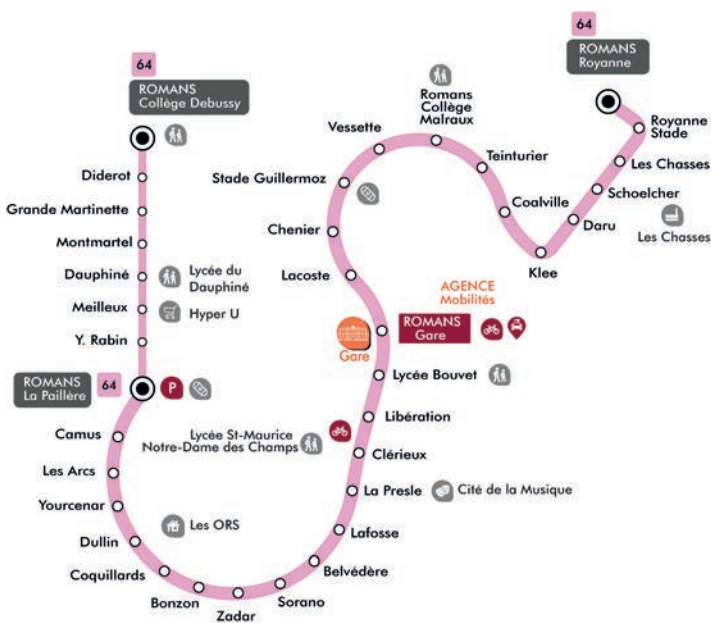 64
ROMANS
Collège Debussy
Diderot
Grande Martinette
Montmartel
Dauphiné
Lycée du
Dauphiné
Meilleux
Hyper U
Y. Rabin
ROMANS
La Paillère
64
P
Camus
Les Arcs
Yourcenar
Dullin
Les ORS
Coquillards
Bonzon
Zadar
Sorano
Belvédère
Lafosse
La Presle
Cité de la Musique
Clérieux
Lycée St-Maurice
Notre-Dame des Champs
Libération
Lycée Bouvet
Gare
ROMANS
Gare
AGENCE
Mobilités
Lacoste
Chenier
Stade Guillermoz
Vessette
Romans
Collège
Malraux
Teinturier
Coalville
Klee
Daru
Schoelcher
Les Chasses
Les Chasses
Royanne
Stade
64
ROMANS
Royanne